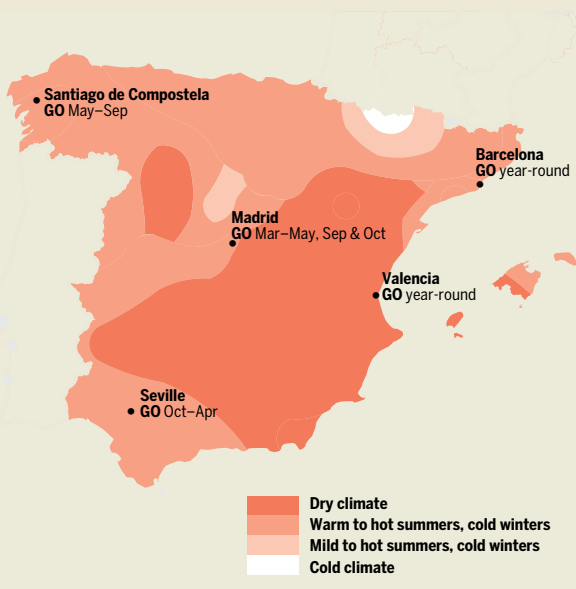 Santiago de Compostela
GO May–Sep
Barcelona
GO year-round
Madrid
GO Mar–May, Sep & Oct
Valencia
GO year-round
Seville
GO Oct–Apr
Dry climate
Warm to hot summers, cold winters
Mild to hot summers, cold winters
Cold climate